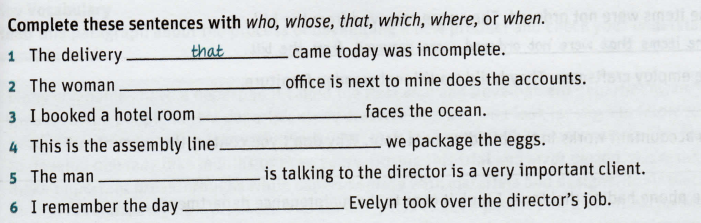 Complete these sentences with who, whose, that, which, where, or when.
1 The delivery that came today was incomplete.
2 The woman ____________ office is next to mine does the accounts.
3 I booked a hotel room ____________ faces the ocean.
4 This is the assembly line ____________ we package the eggs.
5 The man ____________ is talking to the director is a very important client.
6 I remember the day ____________ Evelyn took over the director's job.